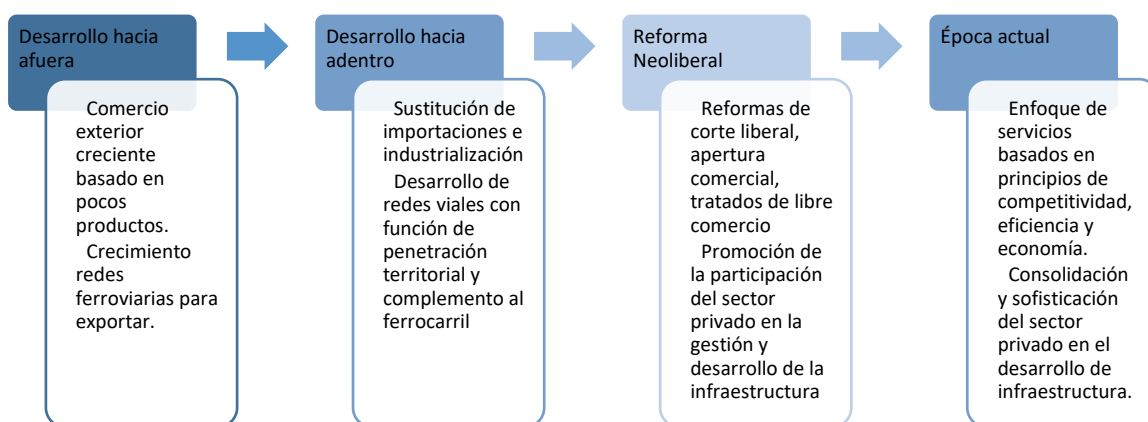 Desarrollo hacia
afuera
Comercio
exterior
creciente
basado en
pocos
productos.
Crecimiento
redes
ferroviarias para
exportar.
Desarrollo hacia
adentro
Sustitución de
importaciones e
industrialización
Desarrollo de
redes viales con
función de
penetración
territorial y
complemento al
ferrocarril
Reforma
Neoliberal
Reformas de
corte liberal,
apertura
comercial,
tratados de libre
comercio
Promoción de
la participación
del sector
privado en la
gestión y
desarrollo de la
infraestructura
Época actual
Enfoque de
servicios
basados en
principios de
competitividad,
eficiencia y
economía.
Consolidación
y sofisticación
del sector
privado en el
desarrollo de
infraestructura.